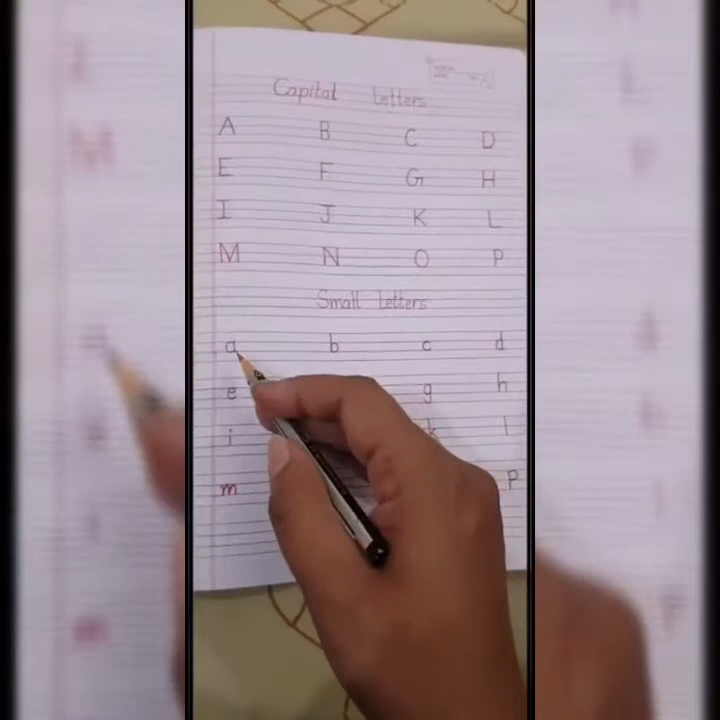 Capital Letters
A B C D
E F G H
I J K L
M N O P
Small Letters
a b c d
e g h
i k l
m P